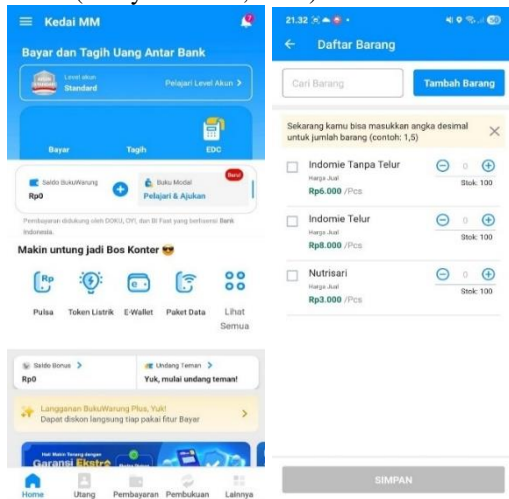 Kedai MM
Bayar dan Tagih Uang Antar Bank
Level akun
Standard
Pelajari Level Akun >
Bayar
Tagih
EDC
Saldo BukuWarung
Rp0
Buku Modal
Pelajari & Ajukan
Baru!
Pembayaran didukung oleh DOKU, OY!, dan BI Fast yang berlisensi Bank
Indonesia.
Makin untung jadi Bos Konter 😎
Pulsa
Token Listrik
E-Wallet
Paket Data
Lihat
Semua
Saldo Bonus >
Rp0
Undang Teman >
Yuk, mulai undang teman!
Langganan BukuWarung Plus, Yuk!
Dapat diskon langsung tiap pakai fitur Bayar
Hati Makin Tenang dengan
Garansi Ekstra
Home
Utang
Pembayaran
Pembukuan
Lainnya
21.32
Daftar Barang
Cari Barang
Tambah Barang
Sekarang kamu bisa masukkan angka desimal
untuk jumlah barang (contoh: 1,5)
Indomie Tanpa Telur
Harga Jual
Rp6.000 /Pcs
0
Stok: 100
Indomie Telur
Harga Jual
Rp8.000 /Pcs
0
Stok: 100
Nutrisari
Harga Jual
Rp3.000 /Pcs
0
Stok: 100
SIMPAN